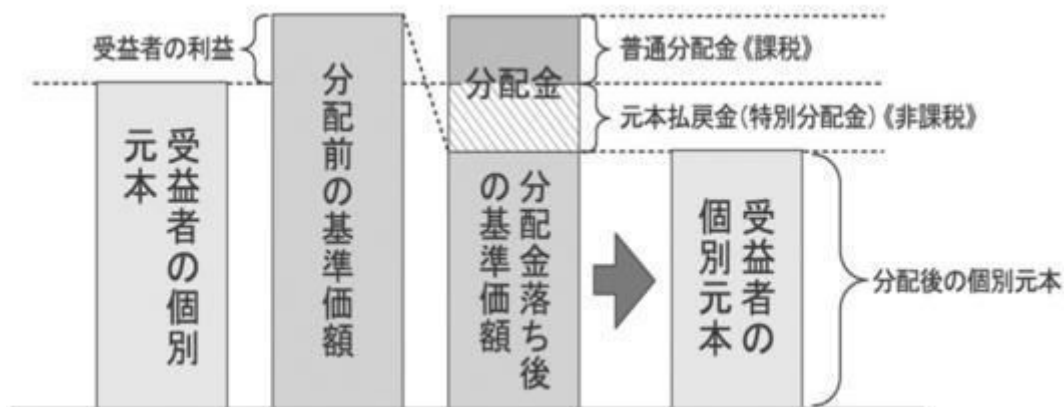 受益者の利益
受益者の個別
元本
分配前の基準価額
分配金
分配金落ち後
の基準価額
普通分配金《課税》
元本払戻金(特別分配金)《非課税》
受益者の
個別元本
分配後の個別元本